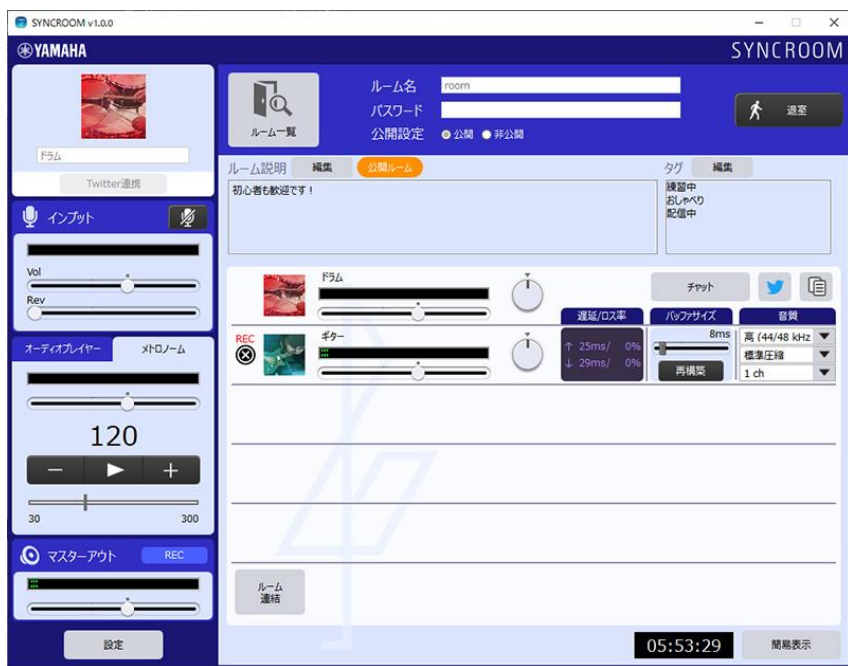 SYNCROOM v1.0.0
YAMAHA
SYNCROOM
ドラム
Twitter連携
ルーム一覧
ルーム名
room
パスワード
公開設定
公開
非公開
退室
ルーム説明
編集
公開ルーム
タグ
編集
初心者も歓迎です！
練習中
おしゃべり
配信中
インプット
Vol
Rev
オーディオプレイヤー
メトロノーム
120
30
300
マスターアウト
REC
設定
ドラム
チャット
遅延/ロス率
バッファサイズ
音質
REC
ギター
↑ 25ms/ 0%
↓ 29ms/ 0%
8ms
再構築
高 (44/48 kHz
標準圧縮
1 ch
ルーム
連結
05:53:29
簡易表示